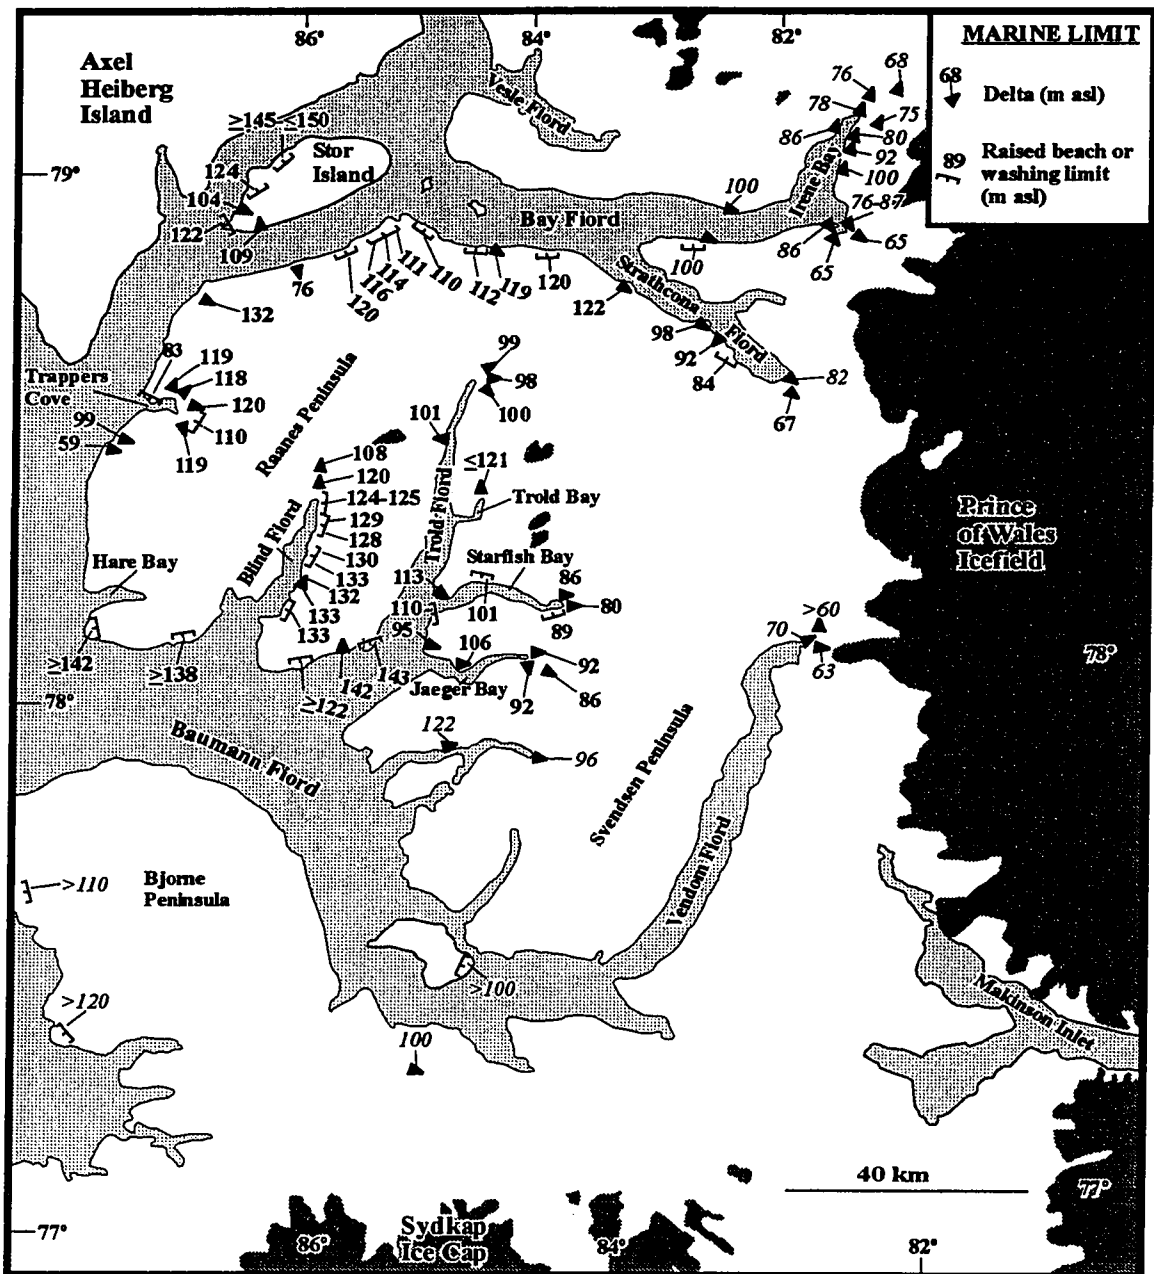 86°
84°
82°
MARINE LIMIT
68
Delta (m asl)
89
Raised beach or
washing limit
(m asl)
Axel
Heiberg
Island
Vesle Fiord
76
68
78
75
86
80
92
100
Irene Bay
76-87
86
65
65
≥145-≤150
Stor
Island
79°
124
104
122
109
Bay Fiord
100
100
76
120
116
114
111
110
112
119
120
122
Strathcona
Fiord
98
92
84
82
67
132
83
119
118
Trappers
Cove
120
99
110
59
119
Raanes Peninsula
99
98
100
101
108
120
≤121
124-125
Trold Fiord
Trold Bay
129
128
Blind Fiord
130
133
132
133
133
Starfish Bay
Hare Bay
113
86
110
101
80
89
95
106
92
Jaeger Bay
92
86
≥142
≥138
≥122
142
143
Prince
of Wales
Icefield
>60
70
63
78°
78°
Baumann Fiord
122
96
Svendsen Peninsula
Vendom Fiord
>110
Bjorne
Peninsula
>100
>120
100
Makinson Inlet
40 km
77°
77°
86°
Sydkap
Ice Cap
84°
82°